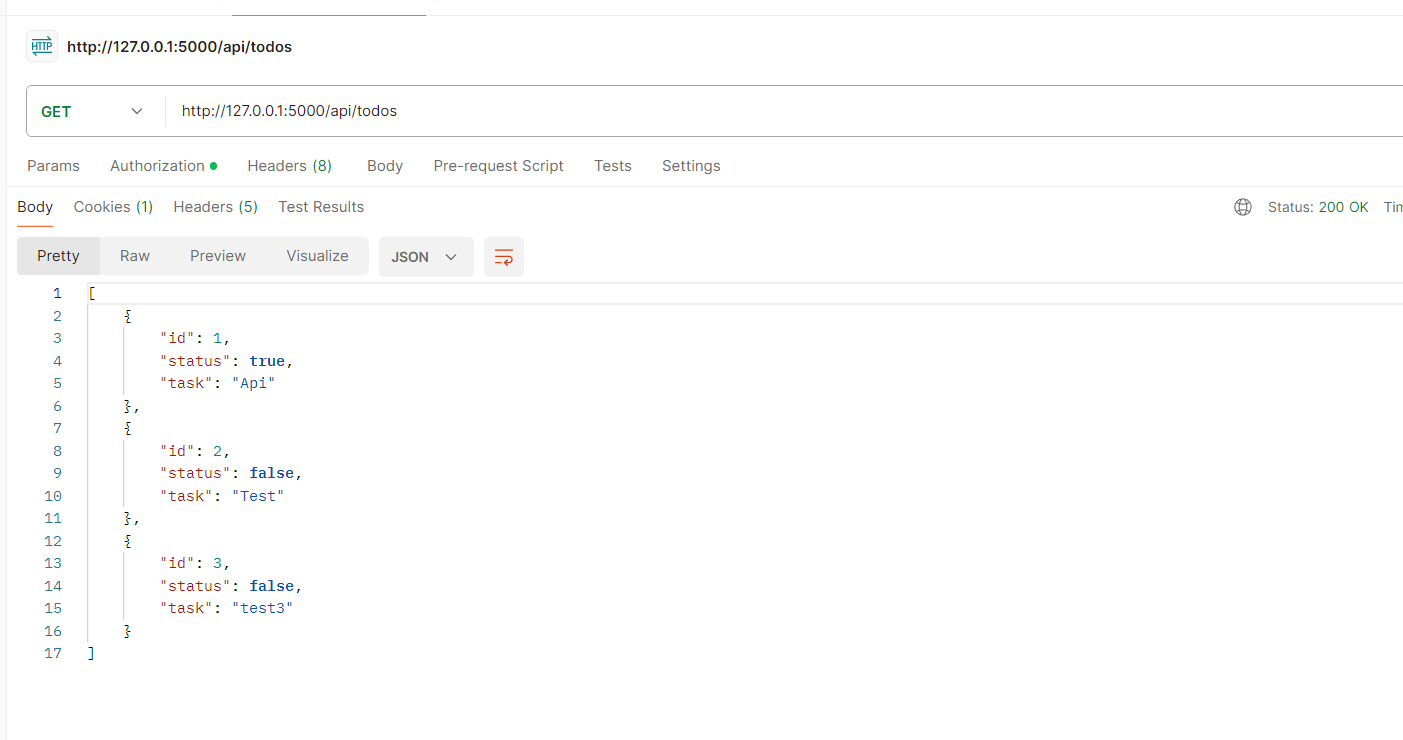 HTTP http://127.0.0.1:5000/api/todos
GET http://127.0.0.1:5000/api/todos
Params Authorization Headers (8) Body Pre-request Script Tests Settings
Body Cookies (1) Headers (5) Test Results Status: 200 OK Tim
Pretty Raw Preview Visualize JSON
1 [
2 {
3 "id": 1,
4 "status": true,
5 "task": "Api"
6 },
7 {
8 "id": 2,
9 "status": false,
10 "task": "Test"
11 },
12 {
13 "id": 3,
14 "status": false,
15 "task": "test3"
16 }
17 ]